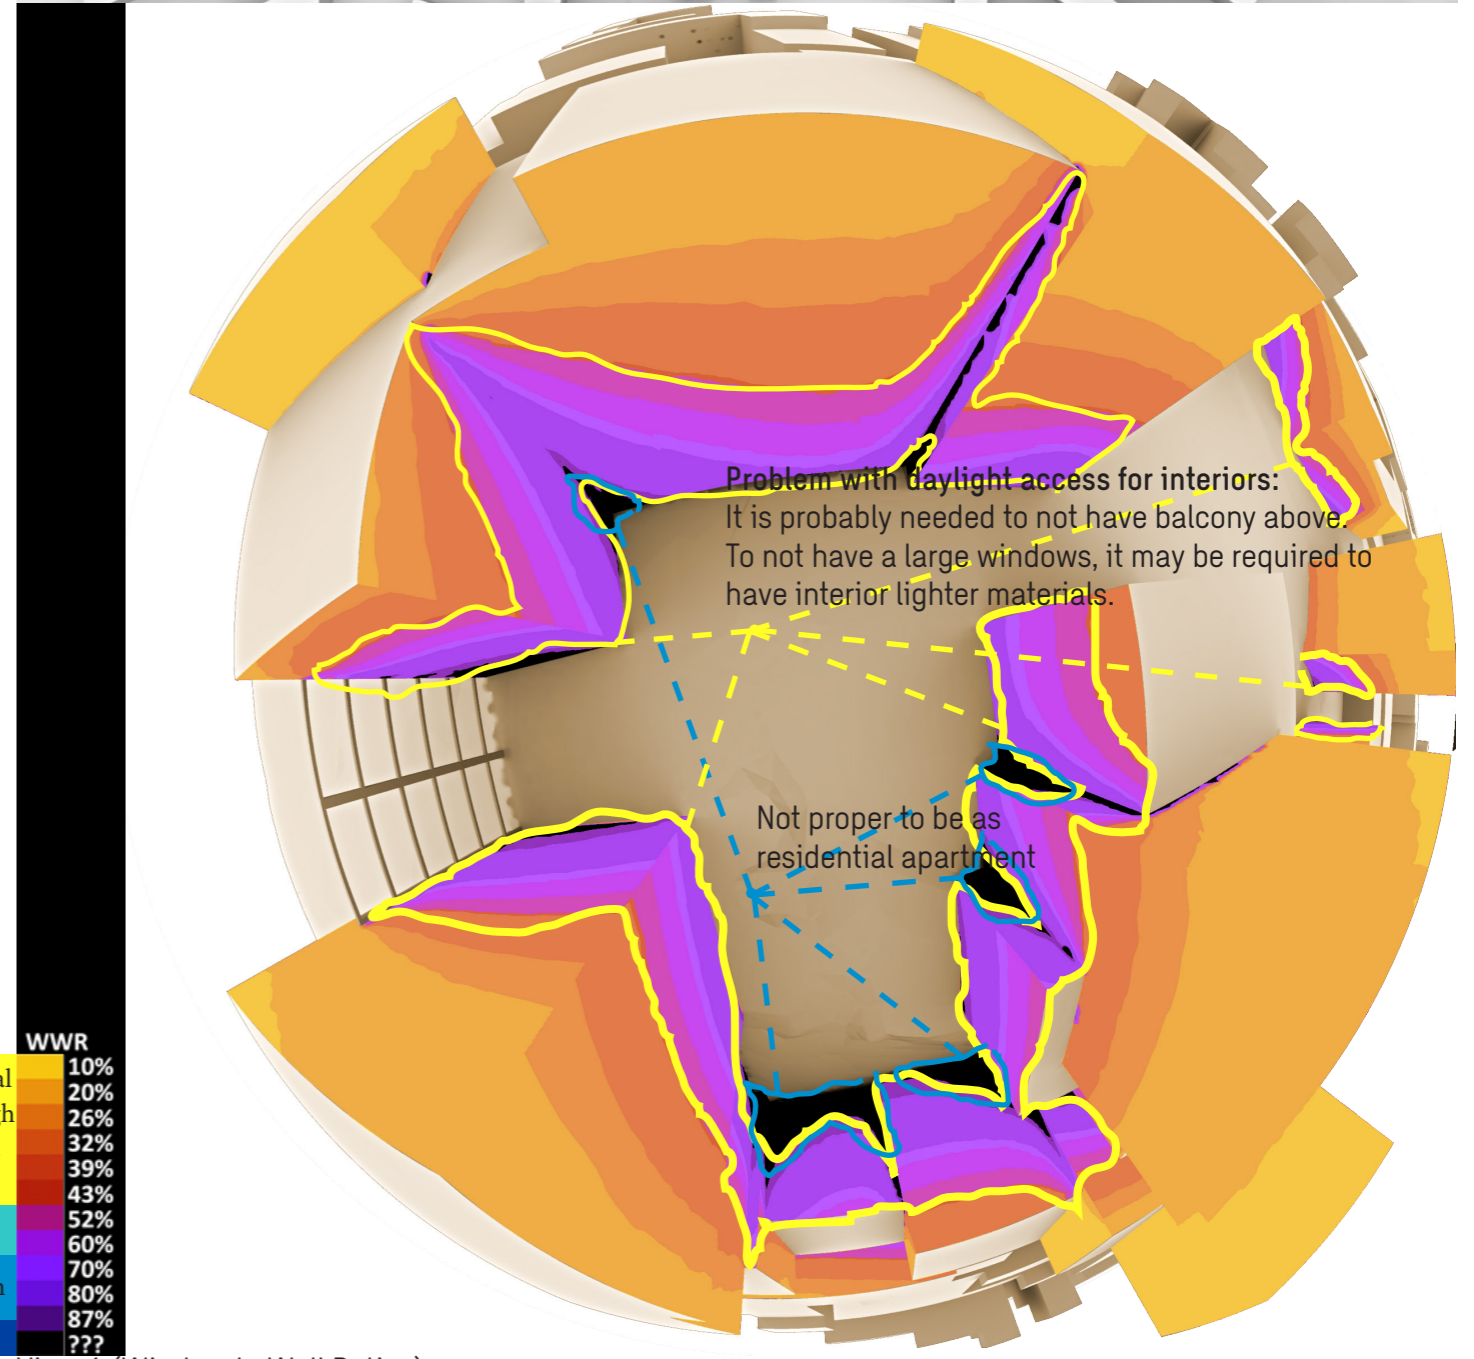 Problem with daylight access for interiors:
It is probably needed to not have balcony above.
To not have a large windows, it may be required to
have interior lighter materials.
Not proper to be as
residential apartment
WWR
10%
20%
26%
32%
39%
43%
52%
60%
70%
80%
87%
???